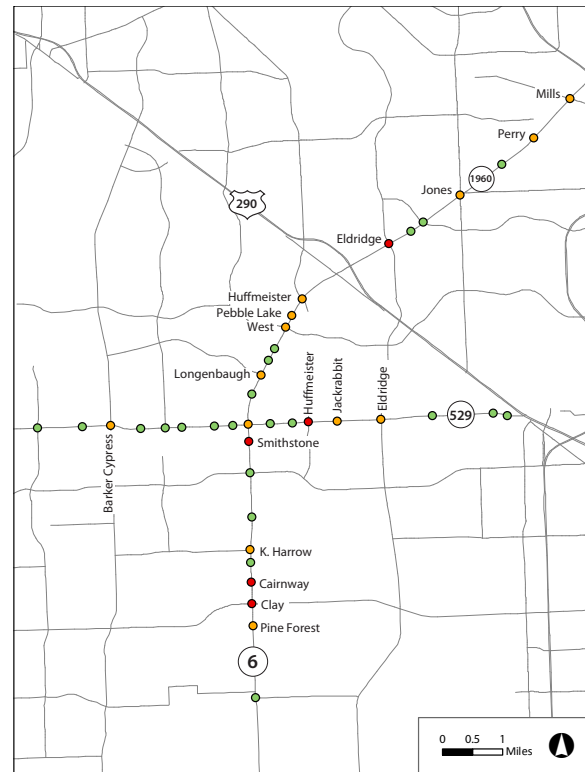 Mills
Perry
1960
Jones
290
Eldridge
Huffmeister
Pebble Lake
West
Longenbaugh
Huffmeister
Jackrabbit
Eldridge
529
Smithstone
Barker Cypress
K. Harrow
Cairnway
Clay
Pine Forest
6
0 0.5 1
Miles